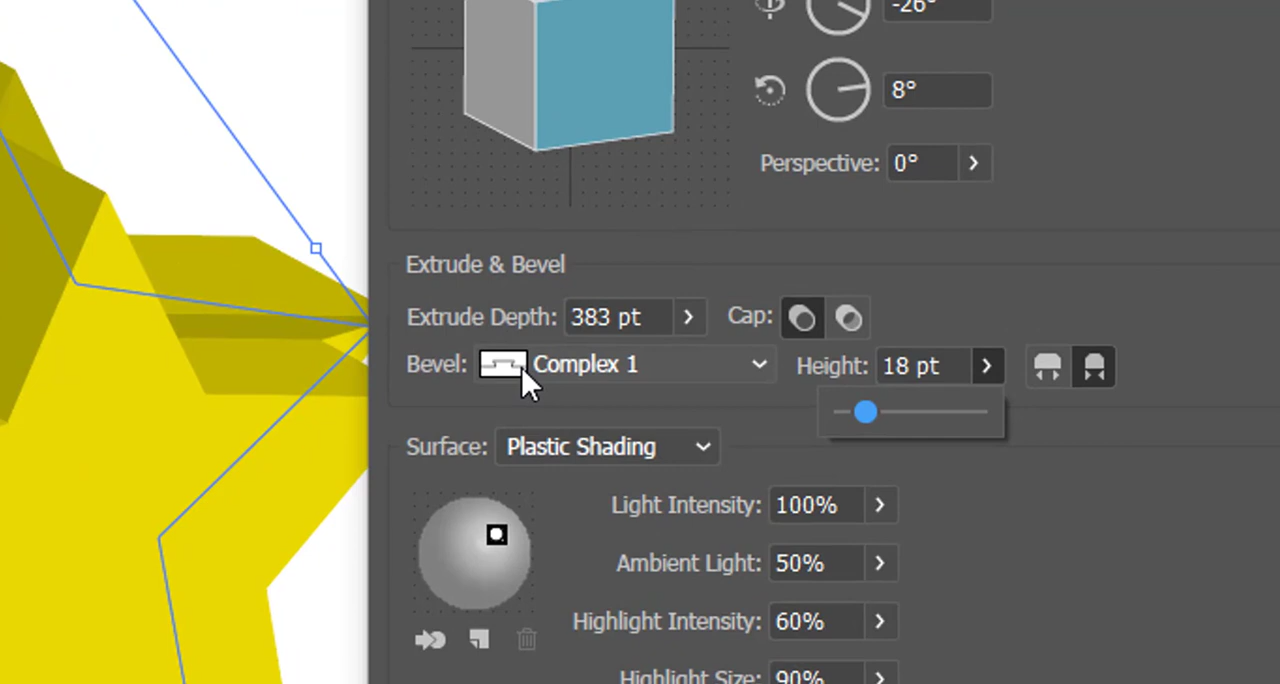 -26°
8°
Perspective: 0°
Extrude & Bevel
Extrude Depth: 383 pt Cap:
Bevel: Complex 1 Height: 18 pt
Surface: Plastic Shading
Light Intensity: 100%
Ambient Light: 50%
Highlight Intensity: 60%
Highlight Size: 90%